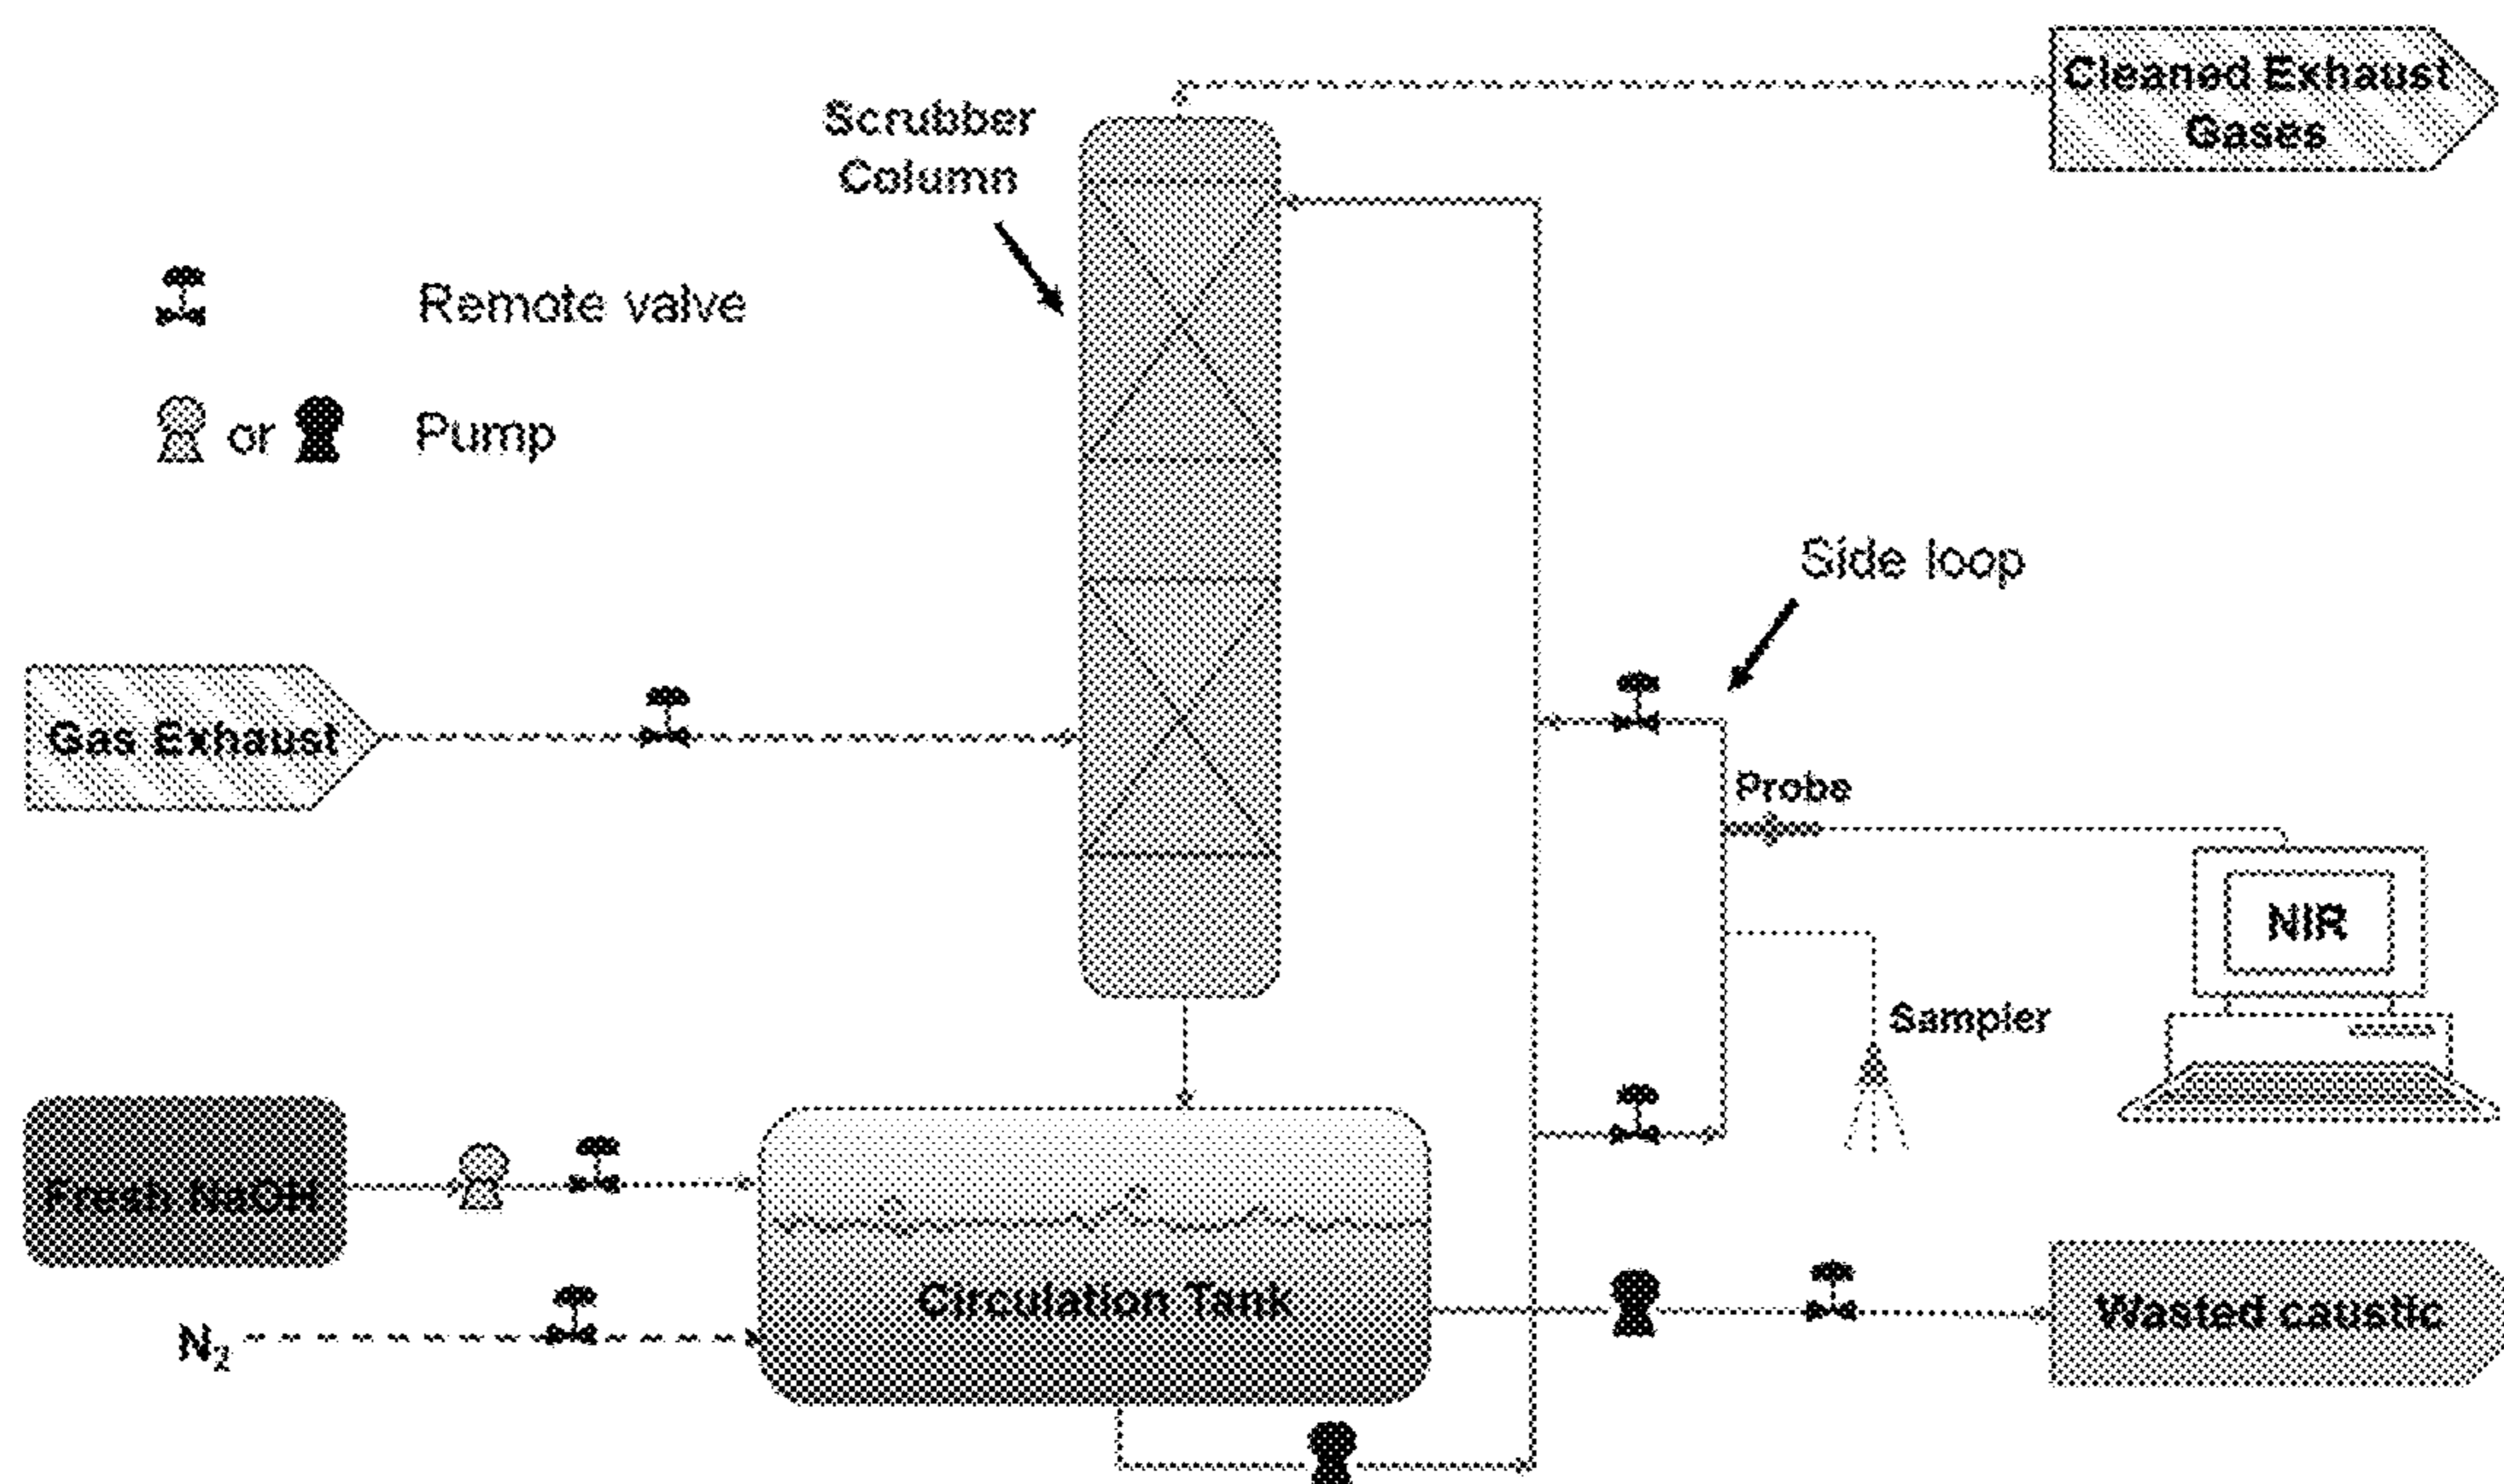 Cleaned Exhaust
Gases
Scrubber
Column
Remote valve
or
Pump
Side loop
Gas Exhaust
Probe
NIR
Sampler
Fresh NaOH
Circulation Tank
Wasted caustic
N₂